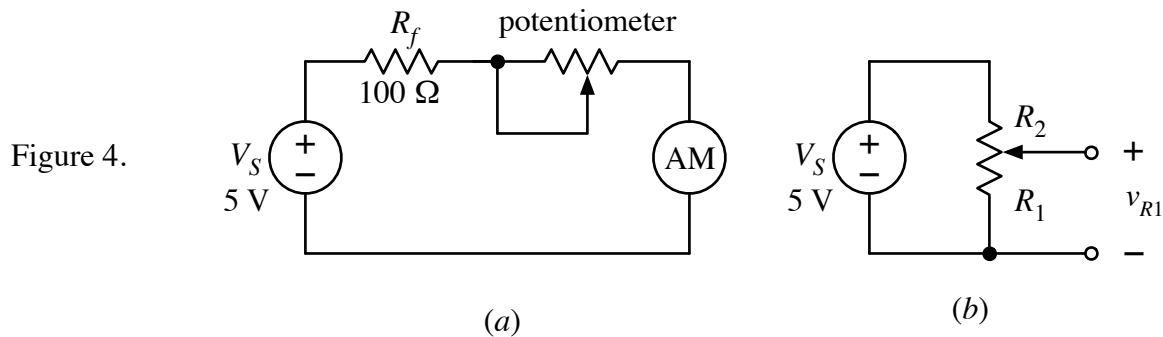 Figure 4.
R_f
100 Ω
potentiometer
V_S
5 V
+
−
AM
(a)
V_S
5 V
+
−
R_2
R_1
+
v_R1
−
(b)